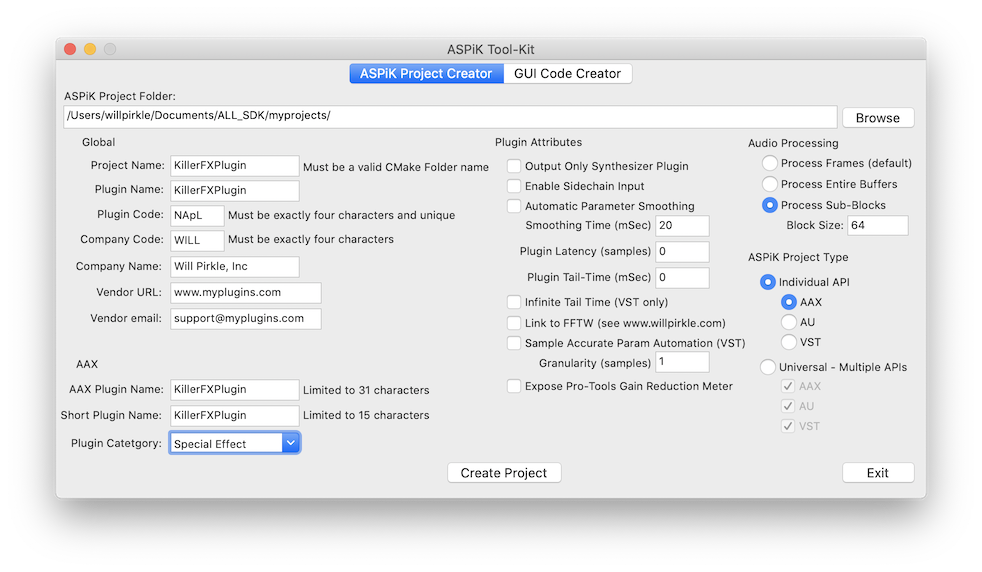 ASPiK Tool-Kit
ASPiK Project Creator GUI Code Creator
ASPiK Project Folder:
/Users/willpirkle/Documents/ALL_SDK/myprojects/ Browse
Global
Project Name: KillerFXPlugin Must be a valid CMake Folder name
Plugin Name: KillerFXPlugin
Plugin Code: NApL Must be exactly four characters and unique
Company Code: WILL Must be exactly four characters
Company Name: Will Pirkle, Inc
Vendor URL: www.myplugins.com
Vendor email: support@myplugins.com
AAX
AAX Plugin Name: KillerFXPlugin Limited to 31 characters
Short Plugin Name: KillerFXPlugin Limited to 15 characters
Plugin Catetgory: Special Effect
Plugin Attributes
Output Only Synthesizer Plugin
Enable Sidechain Input
Automatic Parameter Smoothing
Smoothing Time (mSec) 20
Plugin Latency (samples) 0
Plugin Tail-Time (mSec) 0
Infinite Tail Time (VST only)
Link to FFTW (see www.willpirkle.com)
Sample Accurate Param Automation (VST)
Granularity (samples) 1
Expose Pro-Tools Gain Reduction Meter
Audio Processing
Process Frames (default)
Process Entire Buffers
Process Sub-Blocks
Block Size: 64
ASPiK Project Type
Individual API
AAX
AU
VST
Universal - Multiple APIs
AAX
AU
VST
Create Project Exit